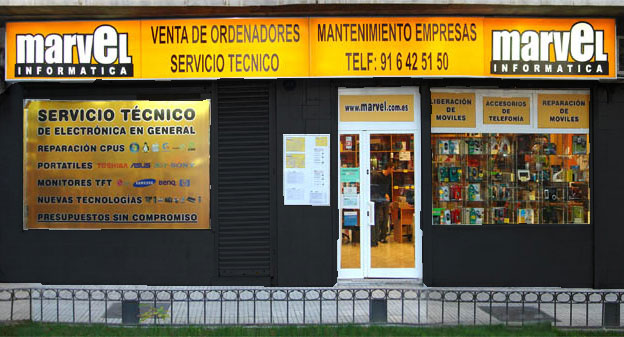 marvEL
INFORMATICA
VENTA DE ORDENADORES
SERVICIO TECNICO
MANTENIMIENTO EMPRESAS
TELF: 91 6 42 51 50
marvEL
INFORMATICA
SERVICIO TÉCNICO
DE ELECTRÓNICA EN GENERAL
REPARACIÓN CPUS
PORTATILES TOSHIBA ASUS SONY
MONITORES TFT LG SAMSUNG BENQ
NUEVAS TECNOLOGÍAS
PRESUPUESTOS SIN COMPROMISO
www.marvel.com.es
LIBERACIÓN DE MOVILES
ACCESORIOS DE TELEFONÍA
REPARACIÓN DE MOVILES